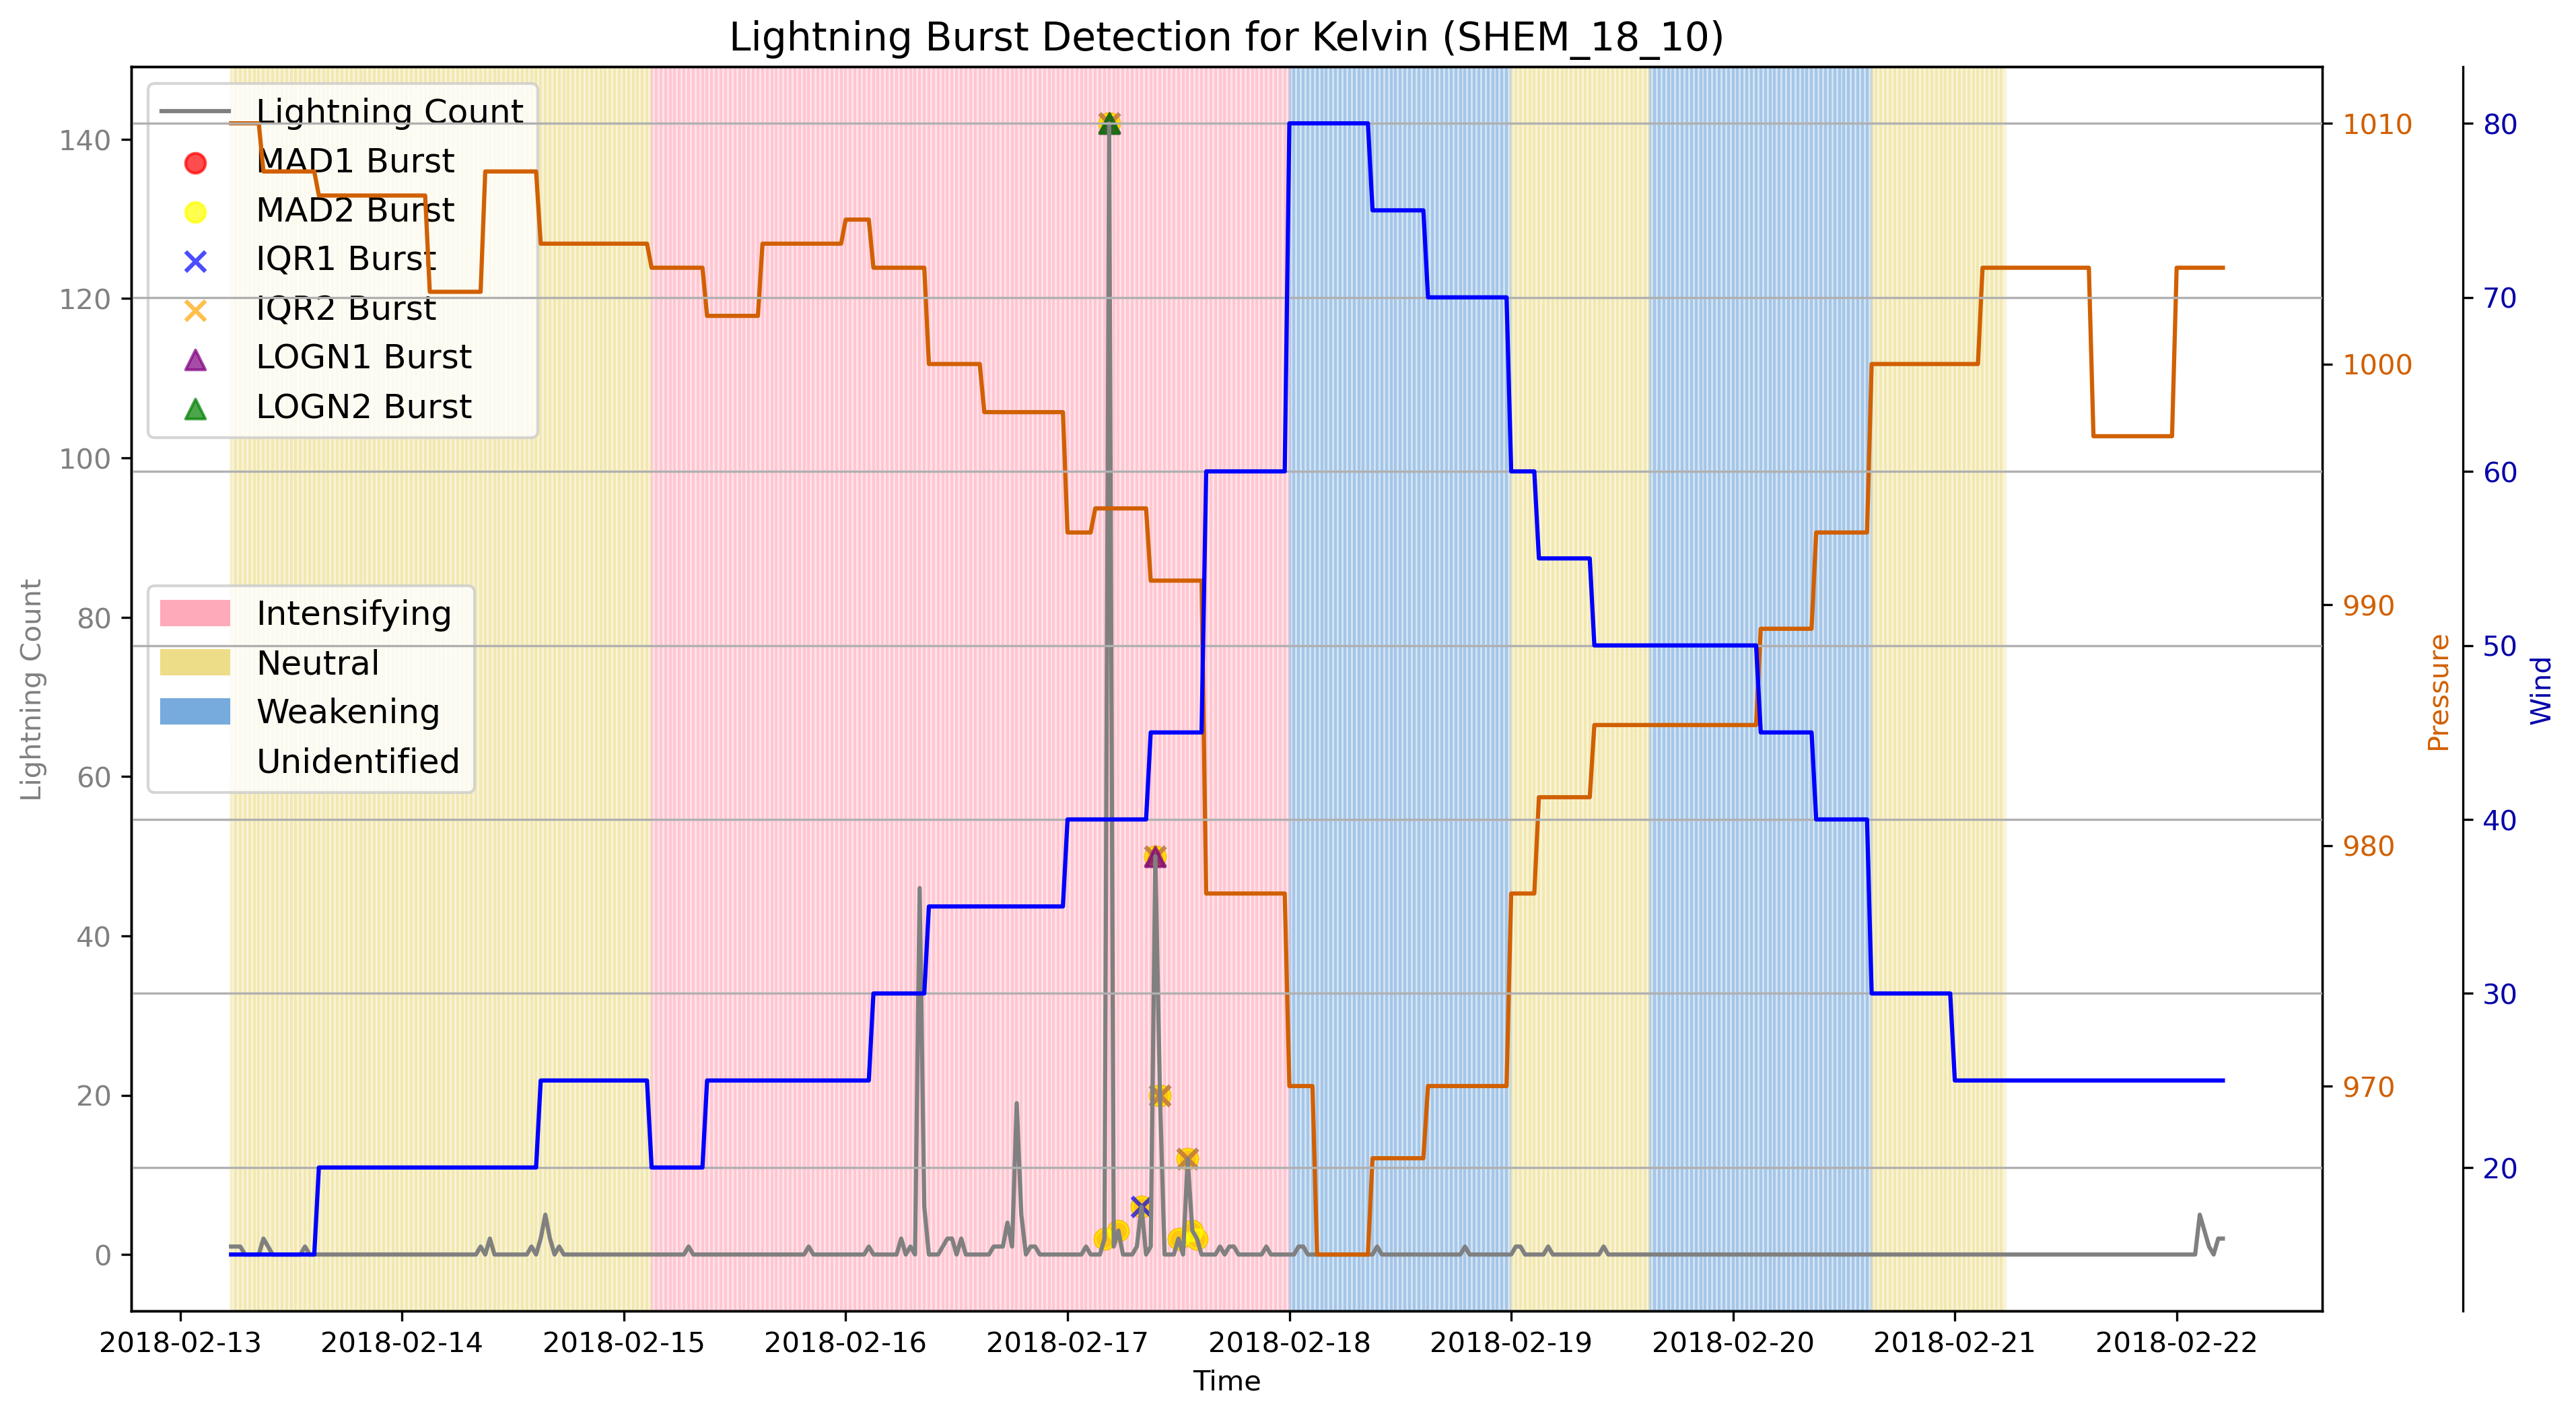 Lightning Burst Detection for Kelvin (SHEM_18_10)
Lightning Count
MAD1 Burst
MAD2 Burst
IQR1 Burst
IQR2 Burst
LOGN1 Burst
LOGN2 Burst
Intensifying
Neutral
Weakening
Unidentified
Lightning Count
140
120
100
80
60
40
20
0
1010
1000
990
980
970
Pressure
80
70
60
50
40
30
20
Wind
2018-02-13 2018-02-14 2018-02-15 2018-02-16 2018-02-17 2018-02-18 2018-02-19 2018-02-20 2018-02-21 2018-02-22
Time